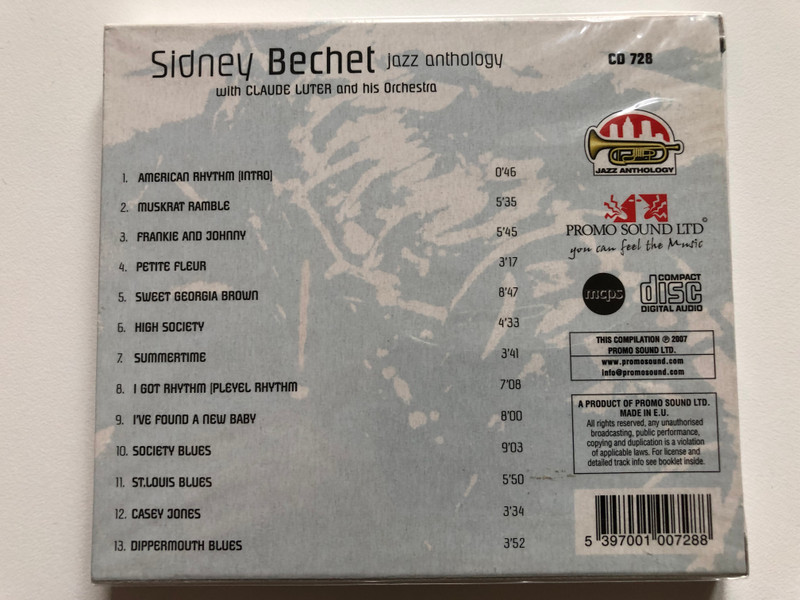 Sidney Bechet jazz anthology
with CLAUDE LUTER and his Orchestra
CD 728
1. AMERICAN RHYTHM |INTRO| 0'46
2. MUSKRAT RAMBLE 5'35
3. FRANKIE AND JOHNNY 5'45
4. PETITE FLEUR 3'17
5. SWEET GEORGIA BROWN 8'47
6. HIGH SOCIETY 4'33
7. SUMMERTIME 3'41
8. I GOT RHYTHM |PLEYEL RHYTHM 7'08
9. I'VE FOUND A NEW BABY 8'00
10. SOCIETY BLUES 9'03
11. ST.LOUIS BLUES 5'50
12. CASEY JONES 3'34
13. DIPPERMOUTH BLUES 3'52
JAZZ ANTHOLOGY
PROMO SOUND LTD
you can feel the Music
mcps
COMPACT
disc
DIGITAL AUDIO
THIS COMPILATION ℗ 2007
PROMO SOUND LTD.
www.promosound.com
info@promosound.com
A PRODUCT OF PROMO SOUND LTD.
MADE IN E.U.
All rights reserved, any unauthorised
broadcasting, public performance,
copying and duplication is a violation
of applicable laws. For license and
detailed track info see booklet inside.
5 397001 007288